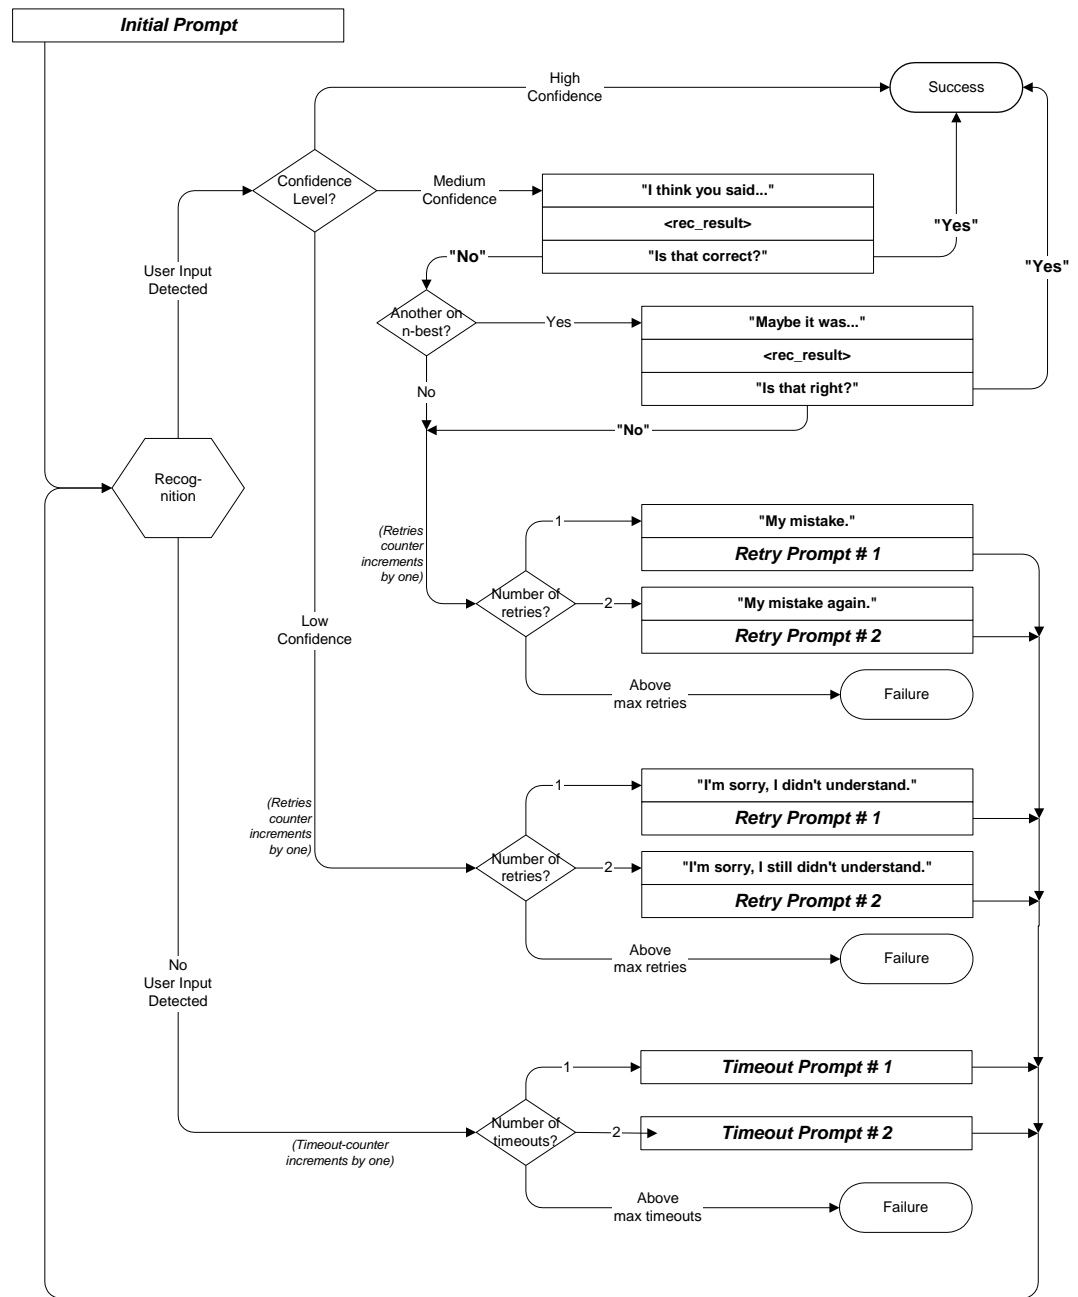 Initial Prompt
High
Confidence
Success
Confidence
Level?
Medium
Confidence
"I think you said..."
<rec_result>
"Is that correct?"
"Yes"
"Yes"
"No"
User Input
Detected
Another on
n-best?
Yes
"Maybe it was..."
<rec_result>
"Is that right?"
No
"No"
Recog-
nition
(Retries
counter
increments
by one)
1
"My mistake."
Retry Prompt # 1
Number of
retries?
2
"My mistake again."
Retry Prompt # 2
Low
Confidence
Above
max retries
Failure
(Retries
counter
increments
by one)
1
"I'm sorry, I didn't understand."
Retry Prompt # 1
Number of
retries?
2
"I'm sorry, I still didn't understand."
Retry Prompt # 2
Above
max retries
Failure
No
User Input
Detected
1
Timeout Prompt # 1
(Timeout-counter
increments by one)
Number of
timeouts?
2
Timeout Prompt # 2
Above
max timeouts
Failure